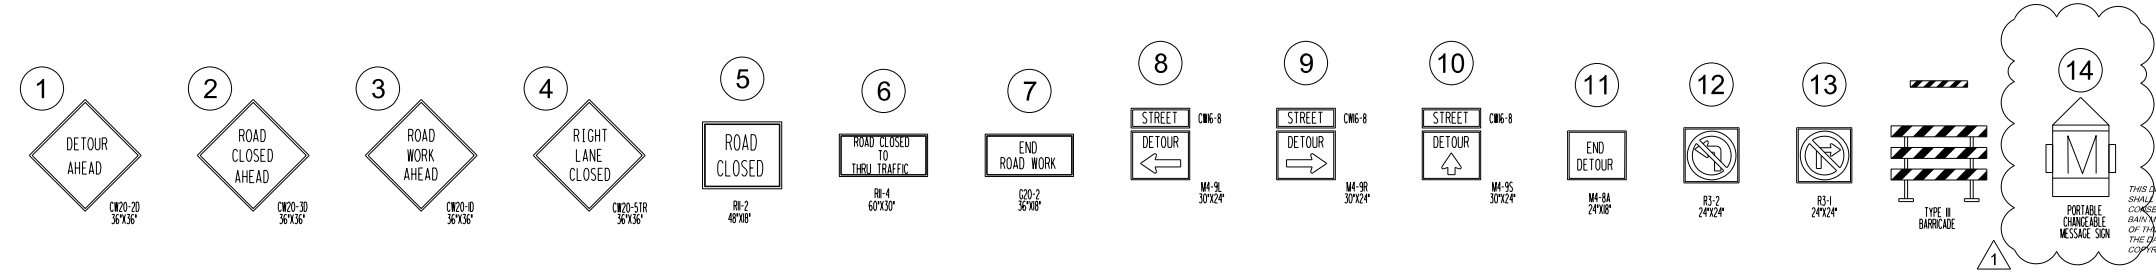 1
DETOUR
AHEAD
CW20-2D
36"X36"
2
ROAD
CLOSED
AHEAD
CW20-3D
36"X36"
3
ROAD
WORK
AHEAD
CW20-1D
36"X36"
4
RIGHT
LANE
CLOSED
CW20-5TR
36"X36"
5
ROAD
CLOSED
R11-2
48"X18"
6
ROAD CLOSED
TO
THRU TRAFFIC
R11-4
60"X30"
7
END
ROAD WORK
G20-2
36"X18"
8
STREET CW16-8
DETOUR
M4-9L
30"X24"
9
STREET CW16-8
DETOUR
M4-9R
30"X24"
10
STREET CW16-8
DETOUR
M4-9S
30"X24"
11
END
DETOUR
M4-8A
24"X18"
12
R3-2
24"X24"
13
R3-1
24"X24"
TYPE III
BARRICADE
14
M
PORTABLE
CHANGEABLE
MESSAGE SIGN
1
THIS
SHALL
BAIN
OF
THE